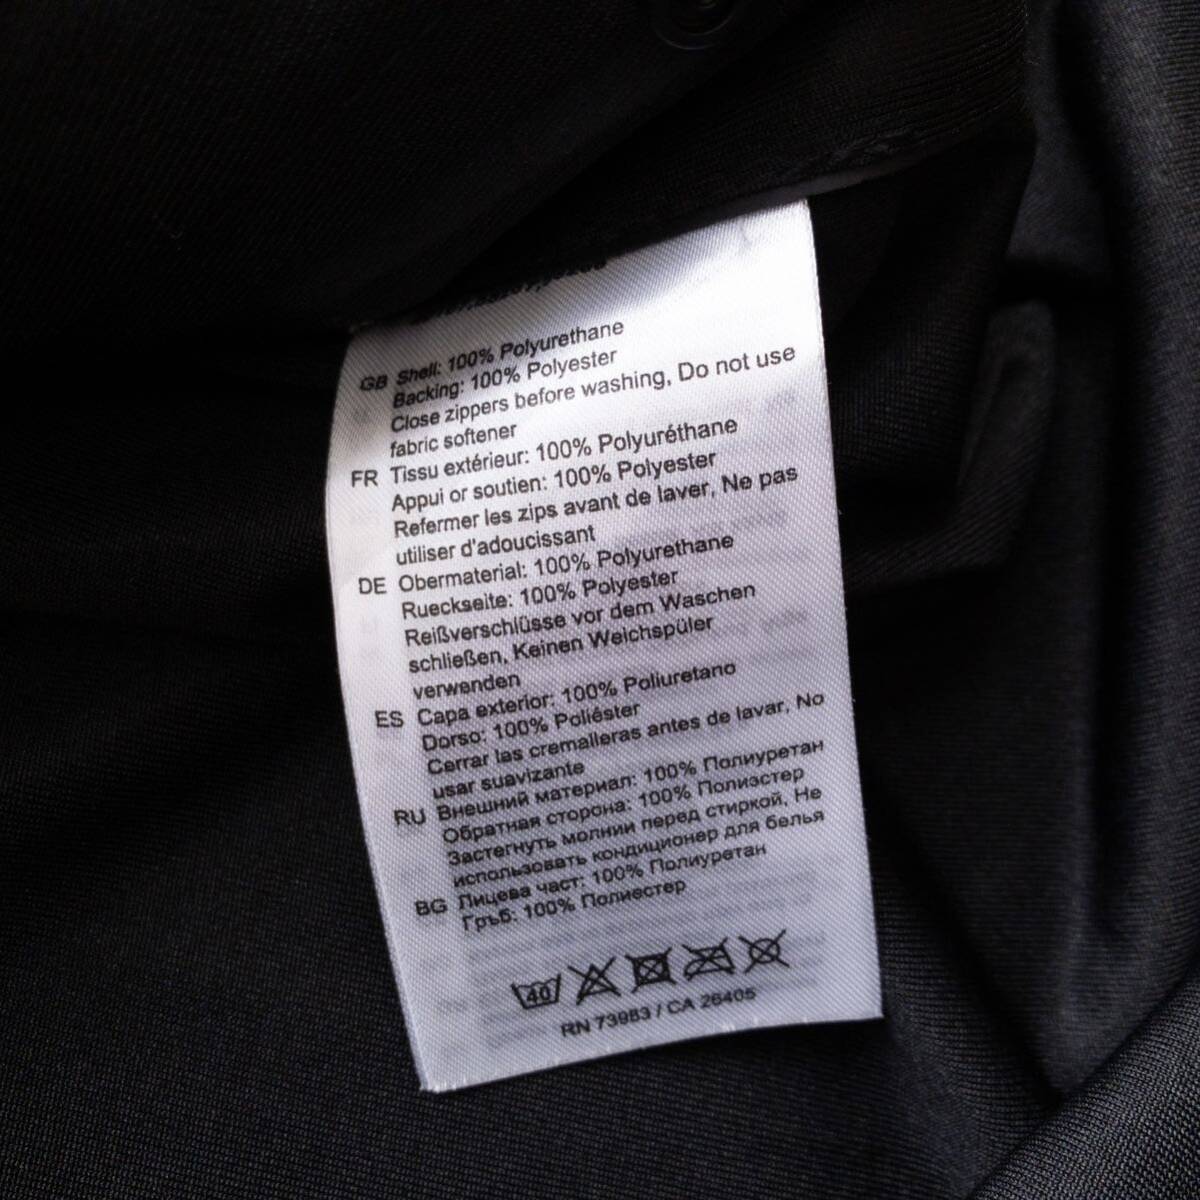 GB Shell: 100% Polyurethane
Backing: 100% Polyester
Close zippers before washing, Do not use
fabric softener
FR Tissu extérieur: 100% Polyuréthane
Appui or soutien: 100% Polyester
Refermer les zips avant de laver, Ne pas
utiliser d'adoucissant
DE Obermaterial: 100% Polyurethane
Rueckseite: 100% Polyester
Reißverschlüsse vor dem Waschen
schließen, Keinen Weichspüler
verwenden
ES Capa exterior: 100% Poliuretano
Dorso: 100% Poliéster
Cerrar las cremalleras antes de lavar, No
usar suavizante
RU Внешний материал: 100% Полиуретан
Обратная сторона: 100% Полиэстер
Застегнуть молнии перед стиркой, Не
использовать кондиционер для белья
BG Лицева част: 100% Полиуретан
Гръб: 100% Полиестер
40
RN 73983 / CA 26405